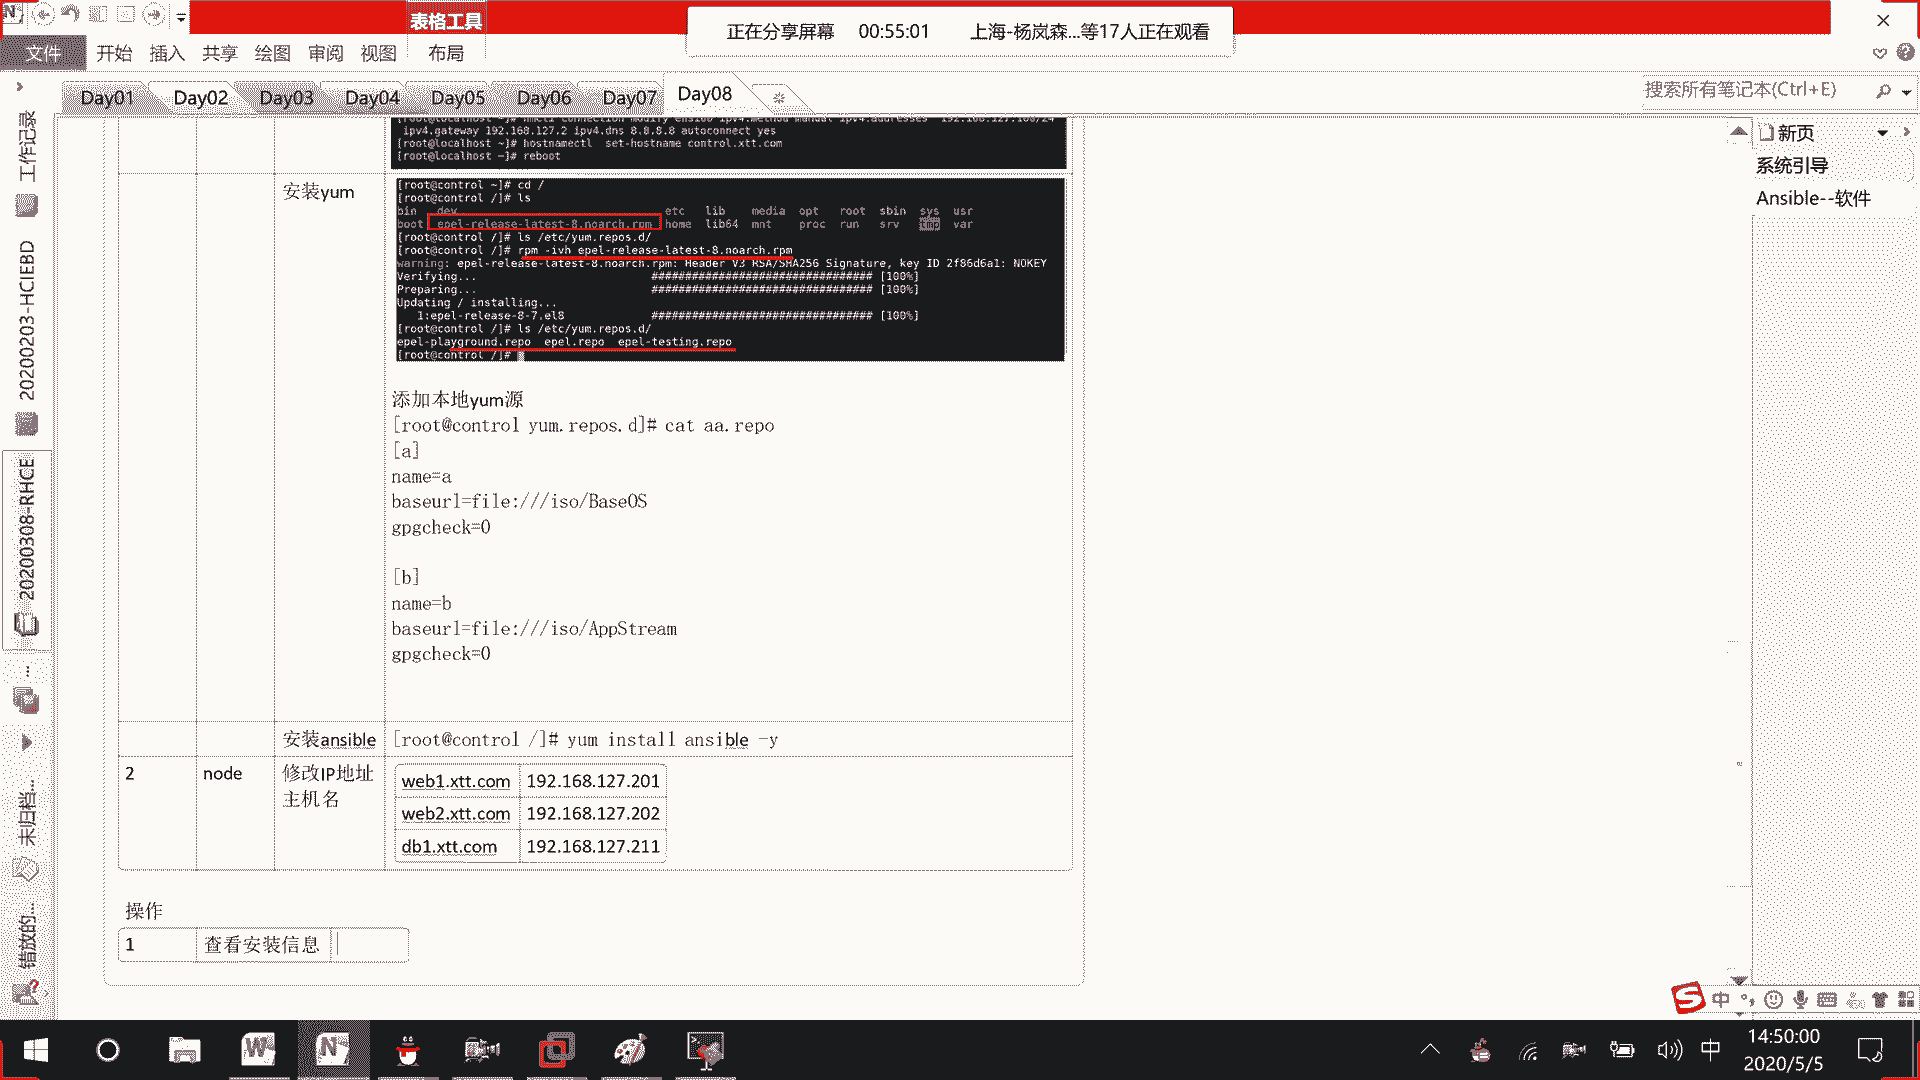 表格工具
正在分享屏幕 00:55:01 上海-杨岚森...等17人正在观看
文件 开始 插入 共享 绘图 审阅 视图 布局
Day01 Day02 Day03 Day04 Day05 Day06 Day07 Day08
搜索所有笔记本(Ctrl+E)
新页
系统引导
Ansible--软件
工作记录
20200203-HCIEBD
20200308-RHCE
...
未归档...
错放的...
ipv4.gateway 192.168.127.2 ipv4.dns 8.8.8.8 autoconnect yes
[root@localhost ~]# hostnamectl  set-hostname control.xtt.com
[root@localhost ~]# reboot
安装yum
[root@control ~]# cd /
[root@control /]# ls
bin dev etc lib media opt root sbin sys usr
boot epel-release-latest-8.noarch.rpm home lib64 mnt proc run srv tmp var
[root@control /]# ls /etc/yum.repos.d/
[root@control /]# rpm -ivh epel-release-latest-8.noarch.rpm
warning: epel-release-latest-8.noarch.rpm: Header V3 RSA/SHA256 Signature, key ID 2f86d6a1: NOKEY
Verifying... ################################# [100%]
Preparing... ################################# [100%]
Updating / installing...
1:epel-release-8-7.el8 ################################# [100%]
[root@control /]# ls /etc/yum.repos.d/
epel-playground.repo epel.repo epel-testing.repo
[root@control /]#
添加本地yum源
[root@control yum.repos.d]# cat aa.repo
[a]
name=a
baseurl=file:///iso/BaseOS
gpgcheck=0
[b]
name=b
baseurl=file:///iso/AppStream
gpgcheck=0
安装ansible [root@control /]# yum install ansible -y
2 node 修改IP地址
主机名
web1.xtt.com 192.168.127.201
web2.xtt.com 192.168.127.202
db1.xtt.com 192.168.127.211
操作
1 查看安装信息
中
中
14:50:00
2020/5/5